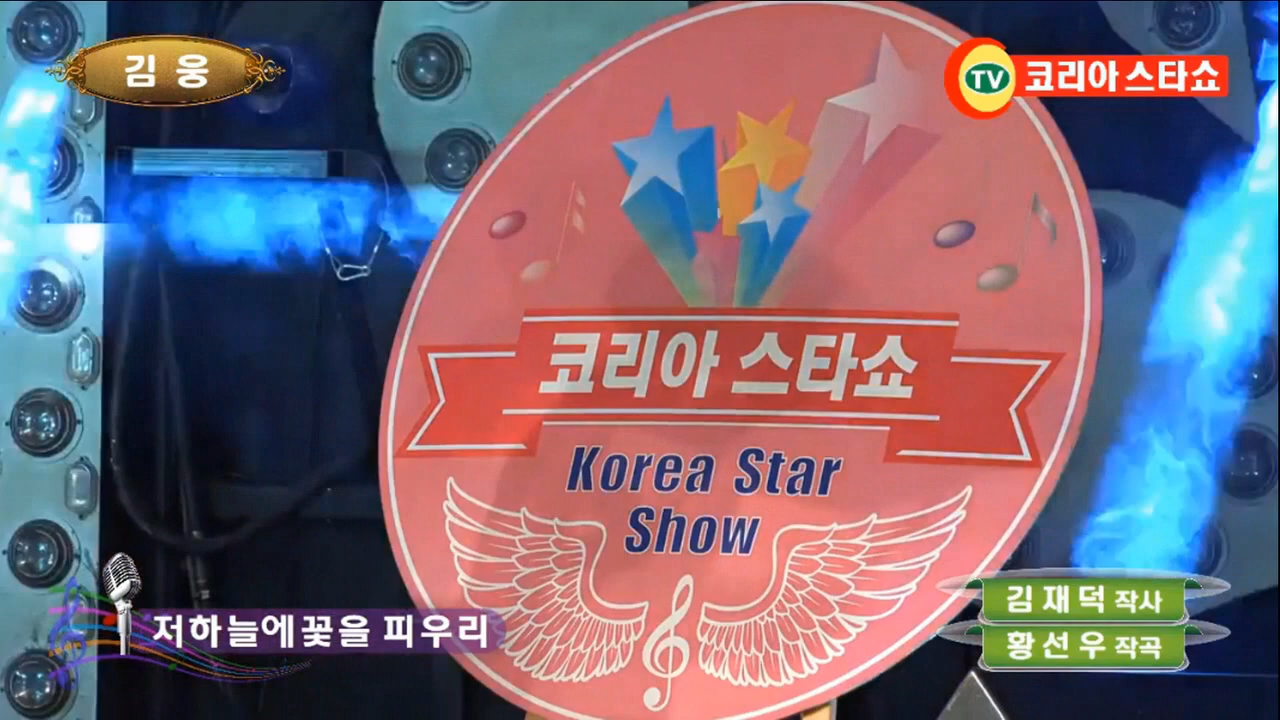 김 웅
TV 코리아 스타쇼
코리아 스타쇼
Korea Star
Show
저하늘에꽃을 피우리
김 재 덕 작사
황 선 우 작곡